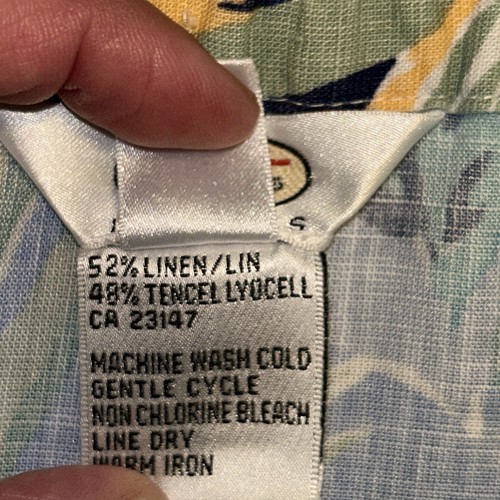 52% LINEN/LIN
48% TENCEL LYOCELL
CA 23147
MACHINE WASH COLD
GENTLE CYCLE
NON CHLORINE BLEACH
LINE DRY
WARM IRON